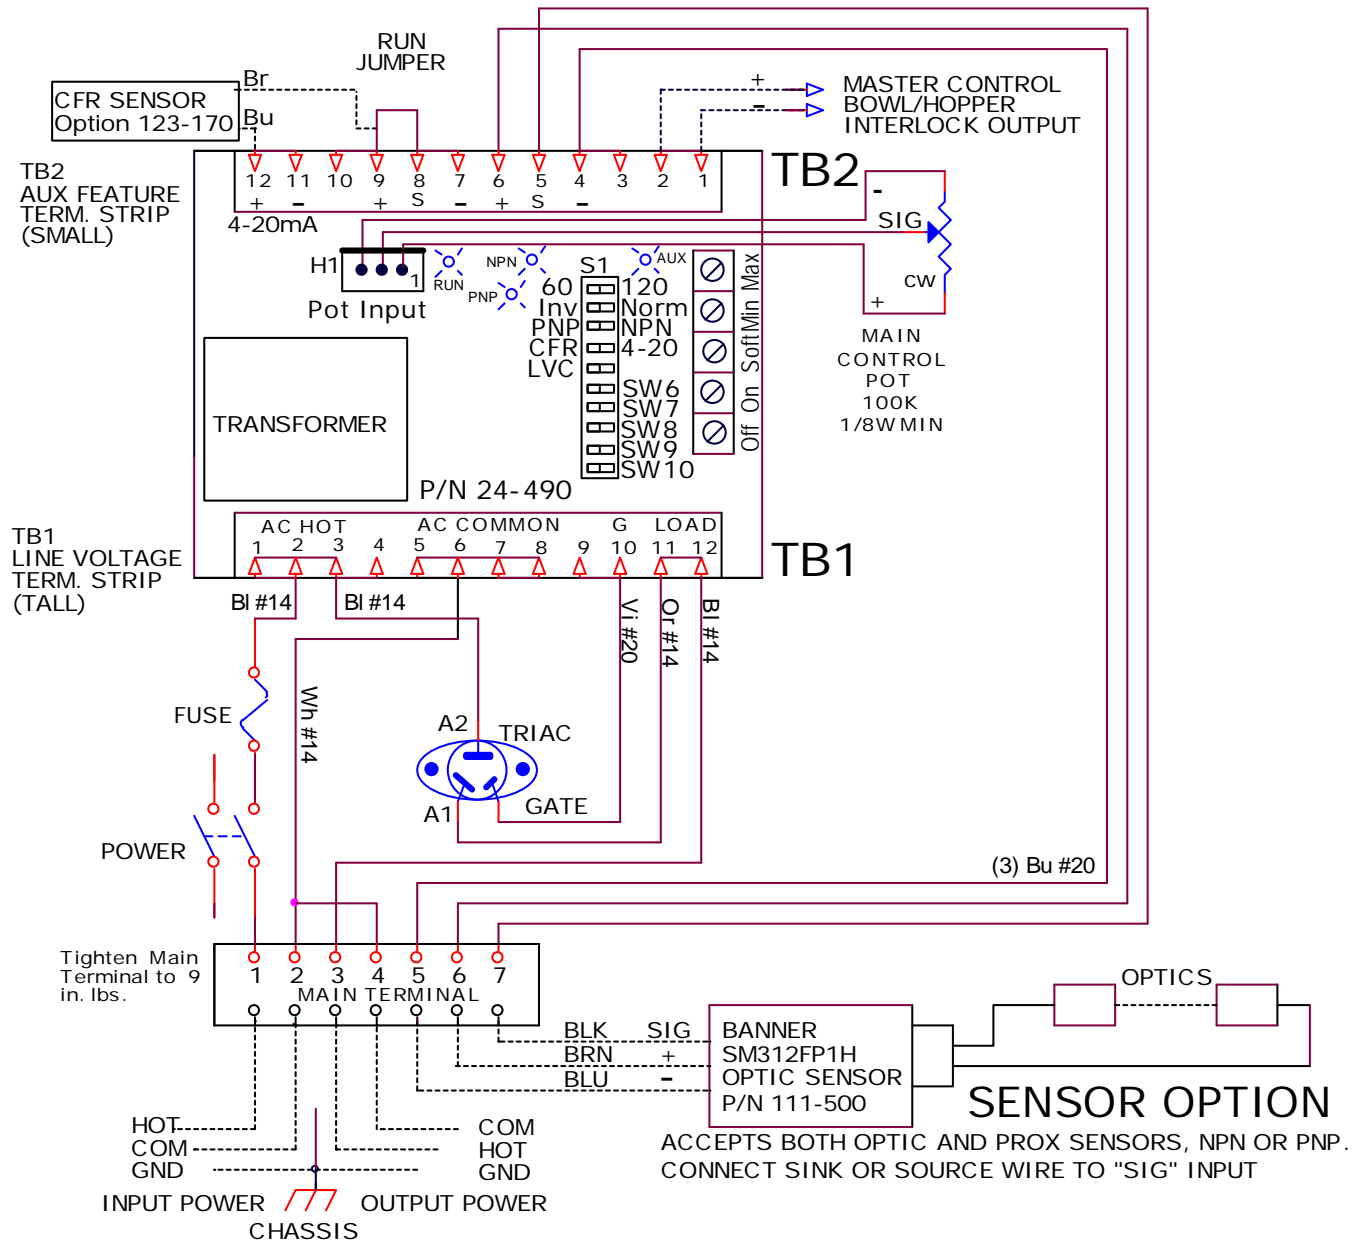 RUN
JUMPER
Br
CFR SENSOR
Option 123-170
Bu
+
-
MASTER CONTROL
BOWL/HOPPER
INTERLOCK OUTPUT
TB2
AUX FEATURE
TERM. STRIP
(SMALL)
12 11 10 9 8 7 6 5 4 3 2 1
+ - + S - + S -
TB2
4-20mA
-
SIG
cw
+
H1
1
Pot Input
RUN
NPN
PNP
AUX
S1
60 120
Inv Norm
PNP NPN
CFR 4-20
LVC
SW6
SW7
SW8
SW9
SW10
Off On Soft Min Max
MAIN
CONTROL
POT
100K
1/8W MIN
TRANSFORMER
P/N 24-490
TB1
LINE VOLTAGE
TERM. STRIP
(TALL)
AC HOT AC COMMON G LOAD
1 2 3 4 5 6 7 8 9 10 11 12
TB1
Bl #14
Bl #14
Vi #20
Or #14
Bl #14
Wh #14
FUSE
A2
TRIAC
A1
GATE
POWER
(3) Bu #20
Tighten Main
Terminal to 9
in. lbs.
1 2 3 4 5 6 7
MAIN TERMINAL
BLK SIG
BRN +
BLU -
BANNER
SM312FP1H
OPTIC SENSOR
P/N 111-500
OPTICS
SENSOR OPTION
ACCEPTS BOTH OPTIC AND PROX SENSORS, NPN OR PNP.
CONNECT SINK OR SOURCE WIRE TO "SIG" INPUT
HOT
COM
GND
COM
HOT
GND
INPUT POWER
OUTPUT POWER
CHASSIS